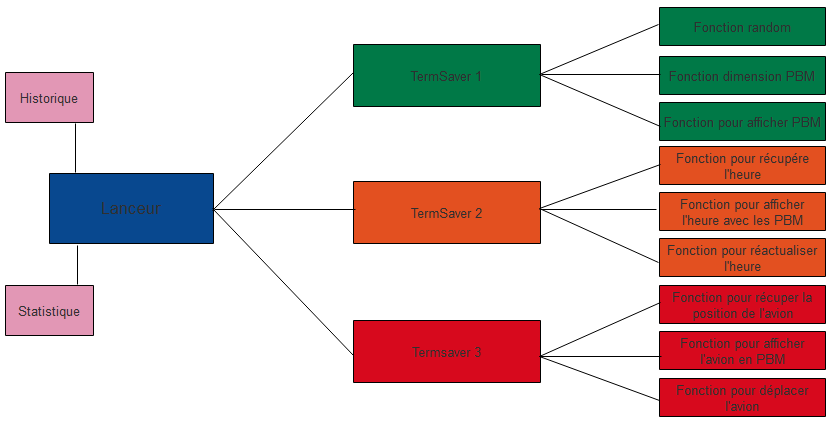 Historique
Lanceur
Statistique
TermSaver 1
Fonction random
Fonction dimension PBM
Fonction pour afficher PBM
TermSaver 2
Fonction pour récupére
l'heure
Fonction pour afficher
l'heure avec les PBM
Fonction pour réactualiser
l'heure
Termsaver 3
Fonction pour récuper la
position de l'avion
Fonction pour afficher
l'avion en PBM
Fonction pour déplacer
l'avion